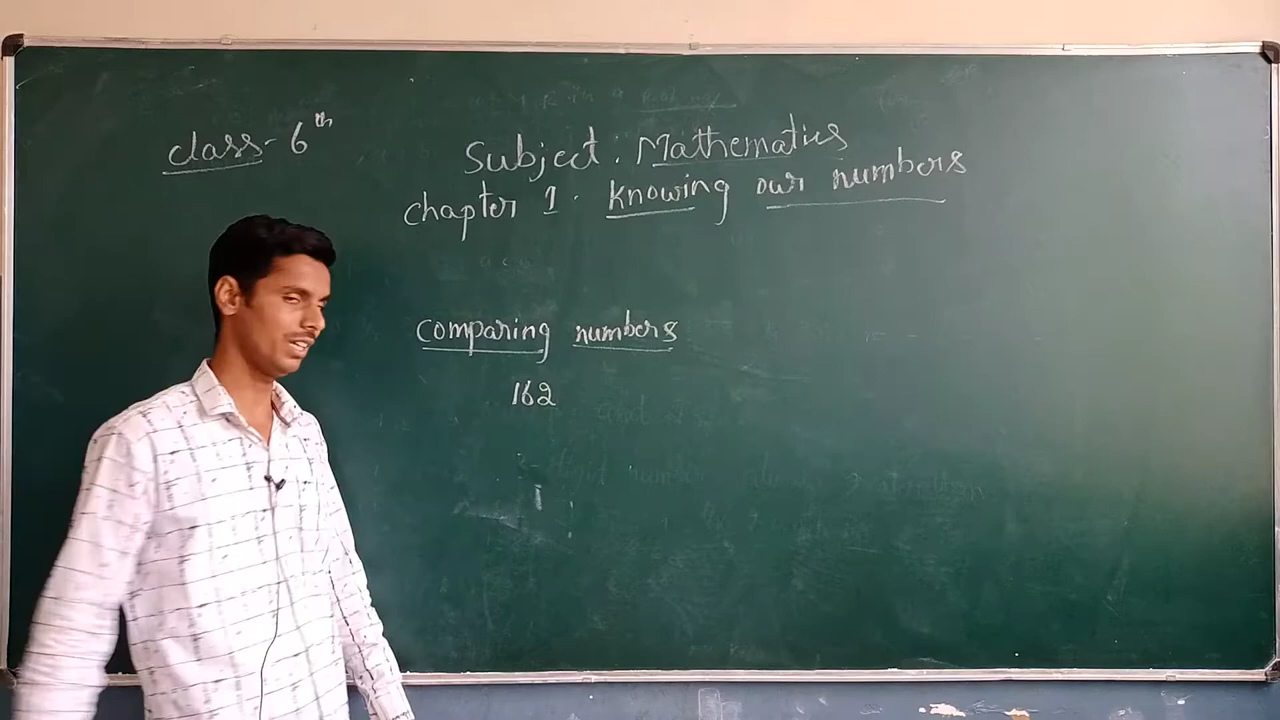 class - 6th
Subject : Mathematics
chapter 1 . knowing our numbers
comparing numbers
162